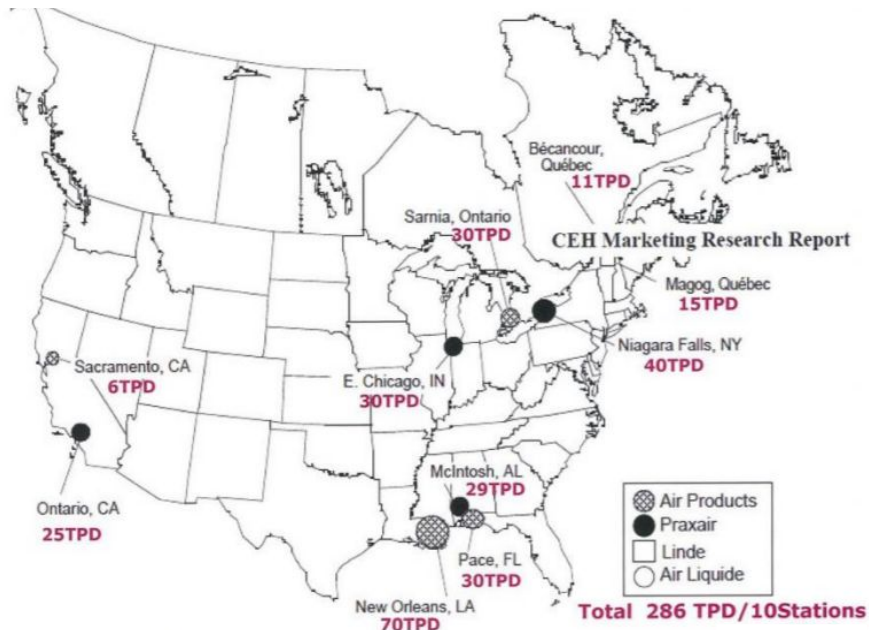 Bécancour,
Québec
11TPD
Sarnia, Ontario
30TPD
CEH Marketing Research Report
Magog, Québec
15TPD
Niagara Falls, NY
40TPD
Sacramento, CA
6TPD
E. Chicago, IN
30TPD
McIntosh, AL
29TPD
Ontario, CA
25TPD
Pace, FL
30TPD
New Orleans, LA
70TPD
Air Products
Praxair
Linde
Air Liquide
Total 286 TPD/10Stations